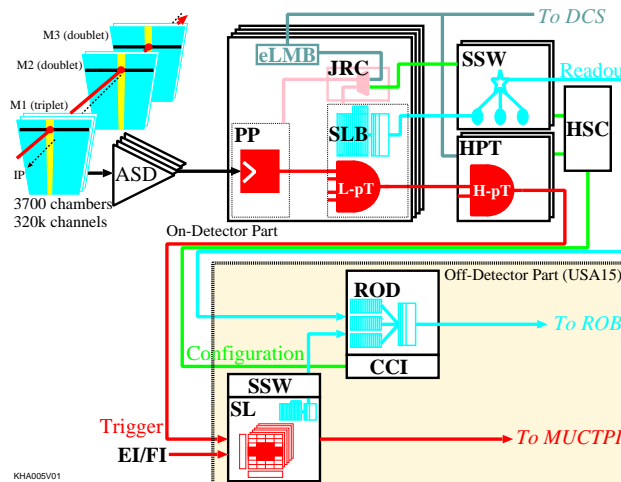 To DCS
M3 (doublet)
M2 (doublet)
M1 (triplet)
IP
3700 chambers
320k channels
ASD
eLMB
JRC
PP
SLB
L-pT
SSW
Readout
HSC
HPT
H-pT
On-Detector Part
Off-Detector Part (USA15)
ROD
To ROB
Configuration
CCI
SSW
SL
Trigger
EI/FI
To MUCTPI
KHA005V01